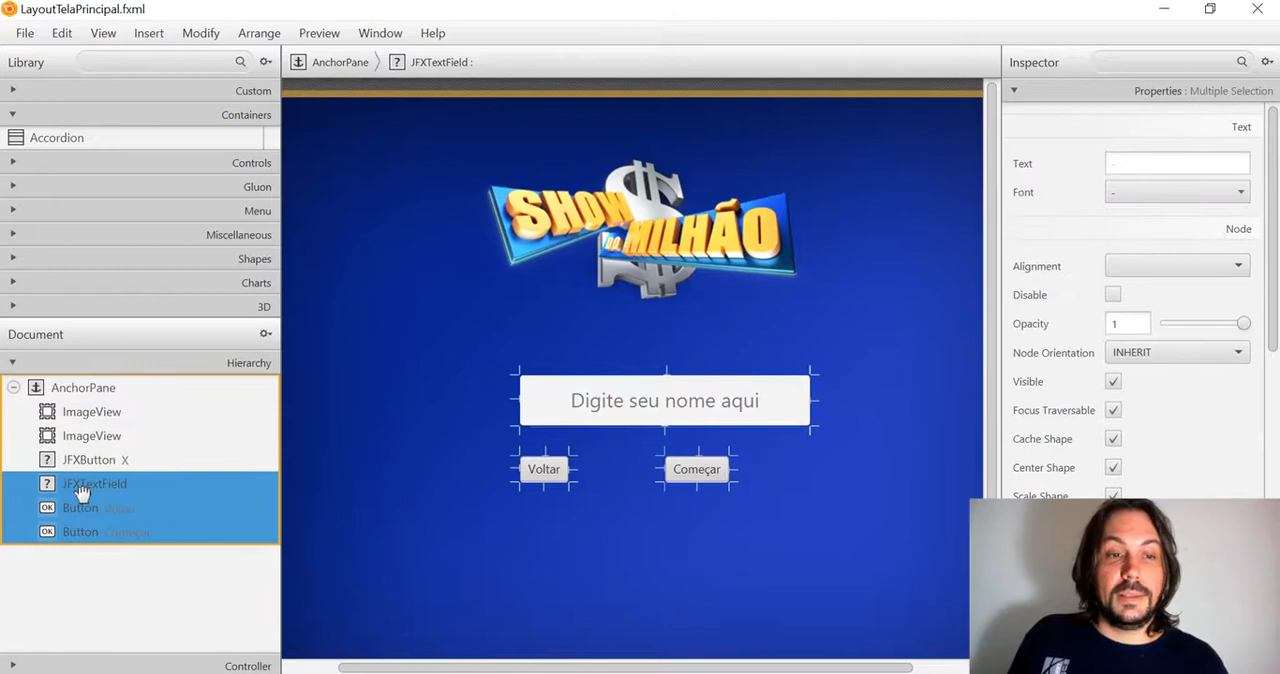 LayoutTelaPrincipal.fxml
File Edit View Insert Modify Arrange Preview Window Help
Library
Custom
Containers
Accordion
Controls
Gluon
Menu
Miscellaneous
Shapes
Charts
3D
Document
Hierarchy
AnchorPane
ImageView
ImageView
JFXButton X
JFXTextField
Button Voltar
Button Começar
Controller
AnchorPane JFXTextField :
SHOW
DO MILHÃO
Digite seu nome aqui
Voltar Começar
Inspector
Properties : Multiple Selection
Text
Text -
Font -
Node
Alignment
Disable
Opacity 1
Node Orientation INHERIT
Visible
Focus Traversable
Cache Shape
Center Shape
Scale Shape